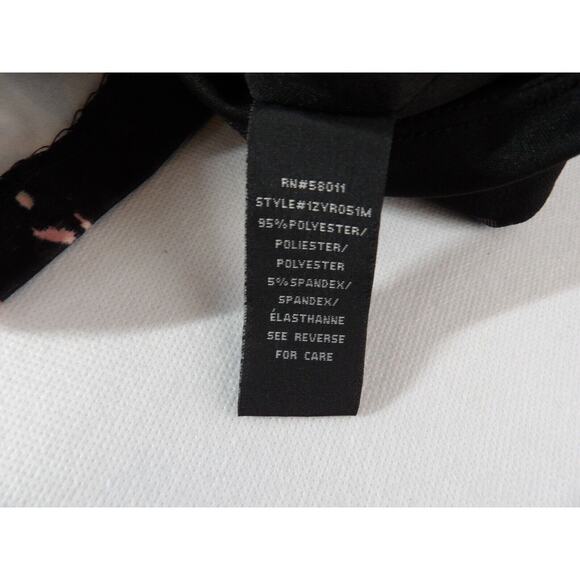 RN#58011
STYLE#12YR051M
95%POLYESTER/
POLIESTER/
POLYESTER
5%SPANDEX/
SPANDEX/
ÉLASTHANNE
SEE REVERSE
FOR CARE